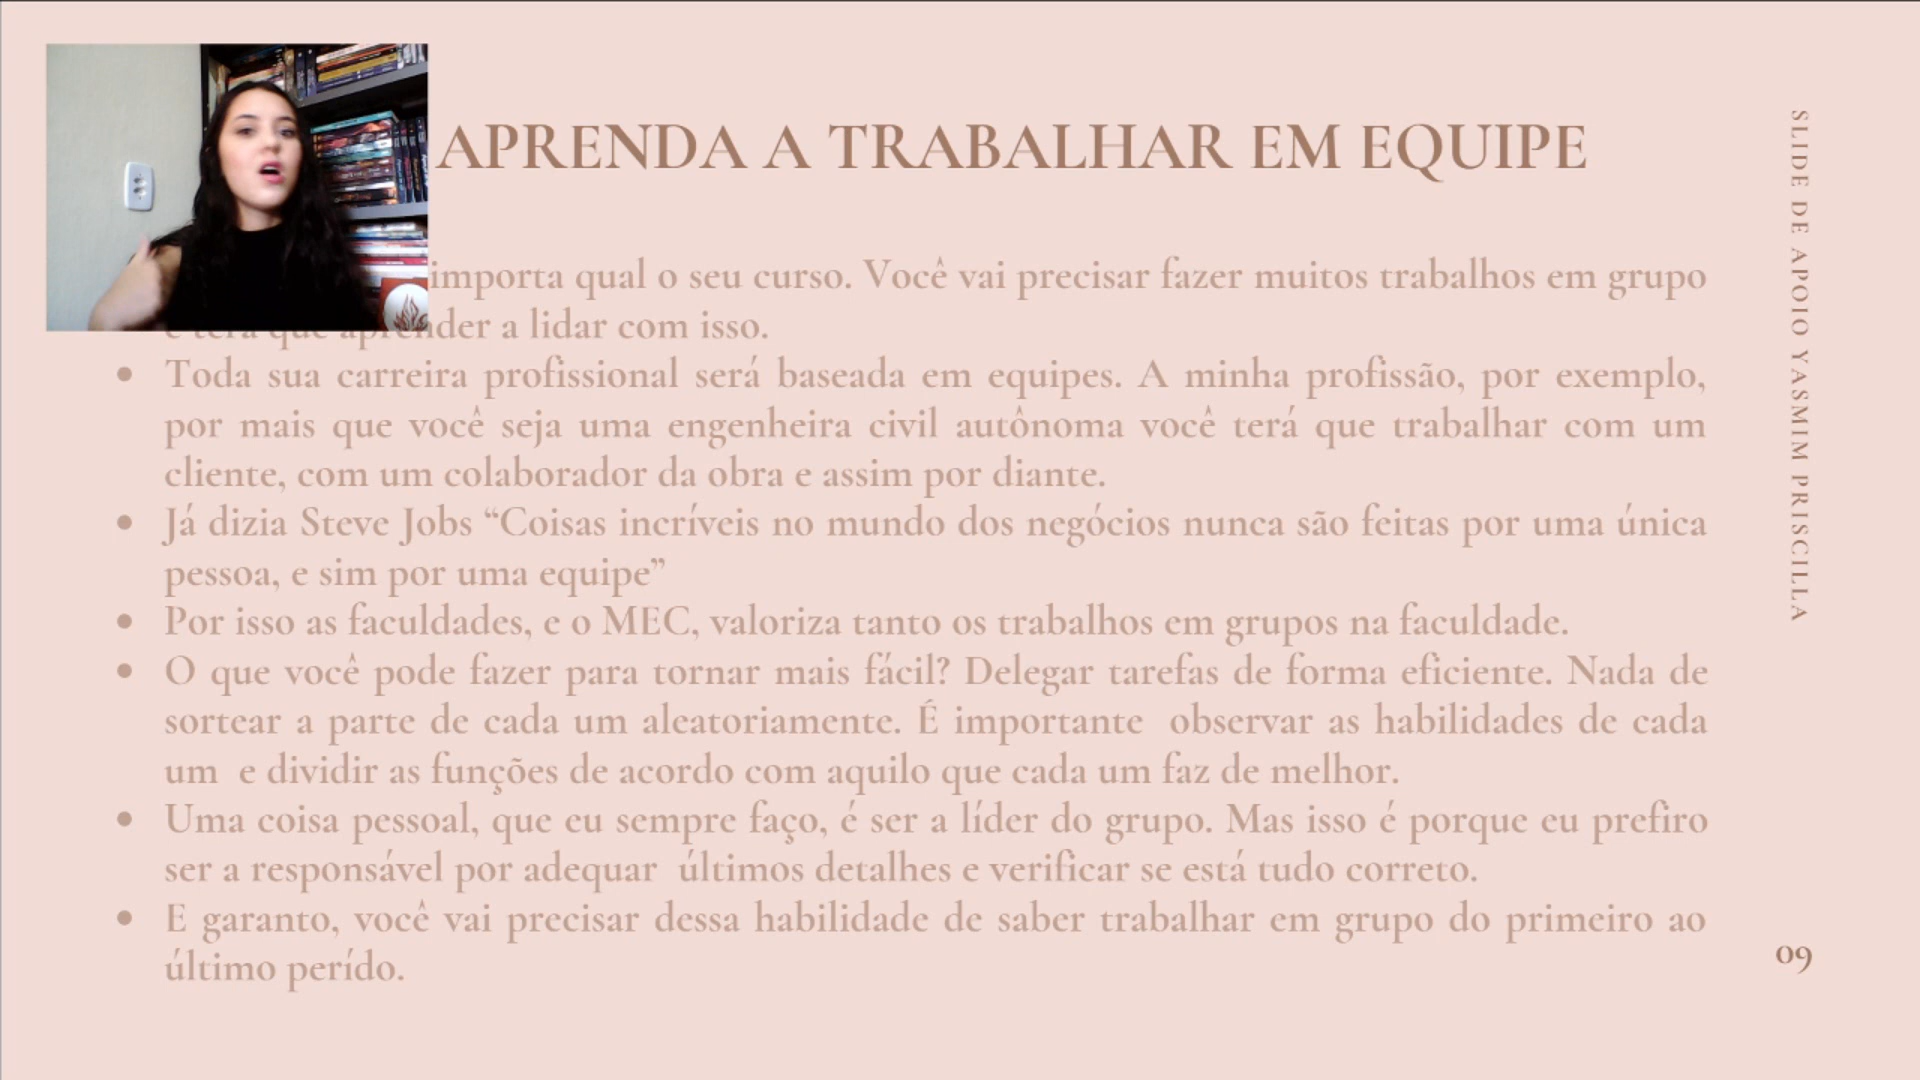 APRENDA A TRABALHAR EM EQUIPE
importa qual o seu curso. Você vai precisar fazer muitos trabalhos em grupo
e terá que aprender a lidar com isso.
Toda sua carreira profissional será baseada em equipes. A minha profissão, por exemplo,
por mais que você seja uma engenheira civil autônoma você terá que trabalhar com um
cliente, com um colaborador da obra e assim por diante.
Já dizia Steve Jobs “Coisas incríveis no mundo dos negócios nunca são feitas por uma única
pessoa, e sim por uma equipe”
Por isso as faculdades, e o MEC, valoriza tanto os trabalhos em grupos na faculdade.
O que você pode fazer para tornar mais fácil? Delegar tarefas de forma eficiente. Nada de
sortear a parte de cada um aleatoriamente. É importante observar as habilidades de cada
um e dividir as funções de acordo com aquilo que cada um faz de melhor.
Uma coisa pessoal, que eu sempre faço, é ser a líder do grupo. Mas isso é porque eu prefiro
ser a responsável por adequar últimos detalhes e verificar se está tudo correto.
E garanto, você vai precisar dessa habilidade de saber trabalhar em grupo do primeiro ao
último perído.
SLIDE DE APOIO YASMIM PRISCILLA
09